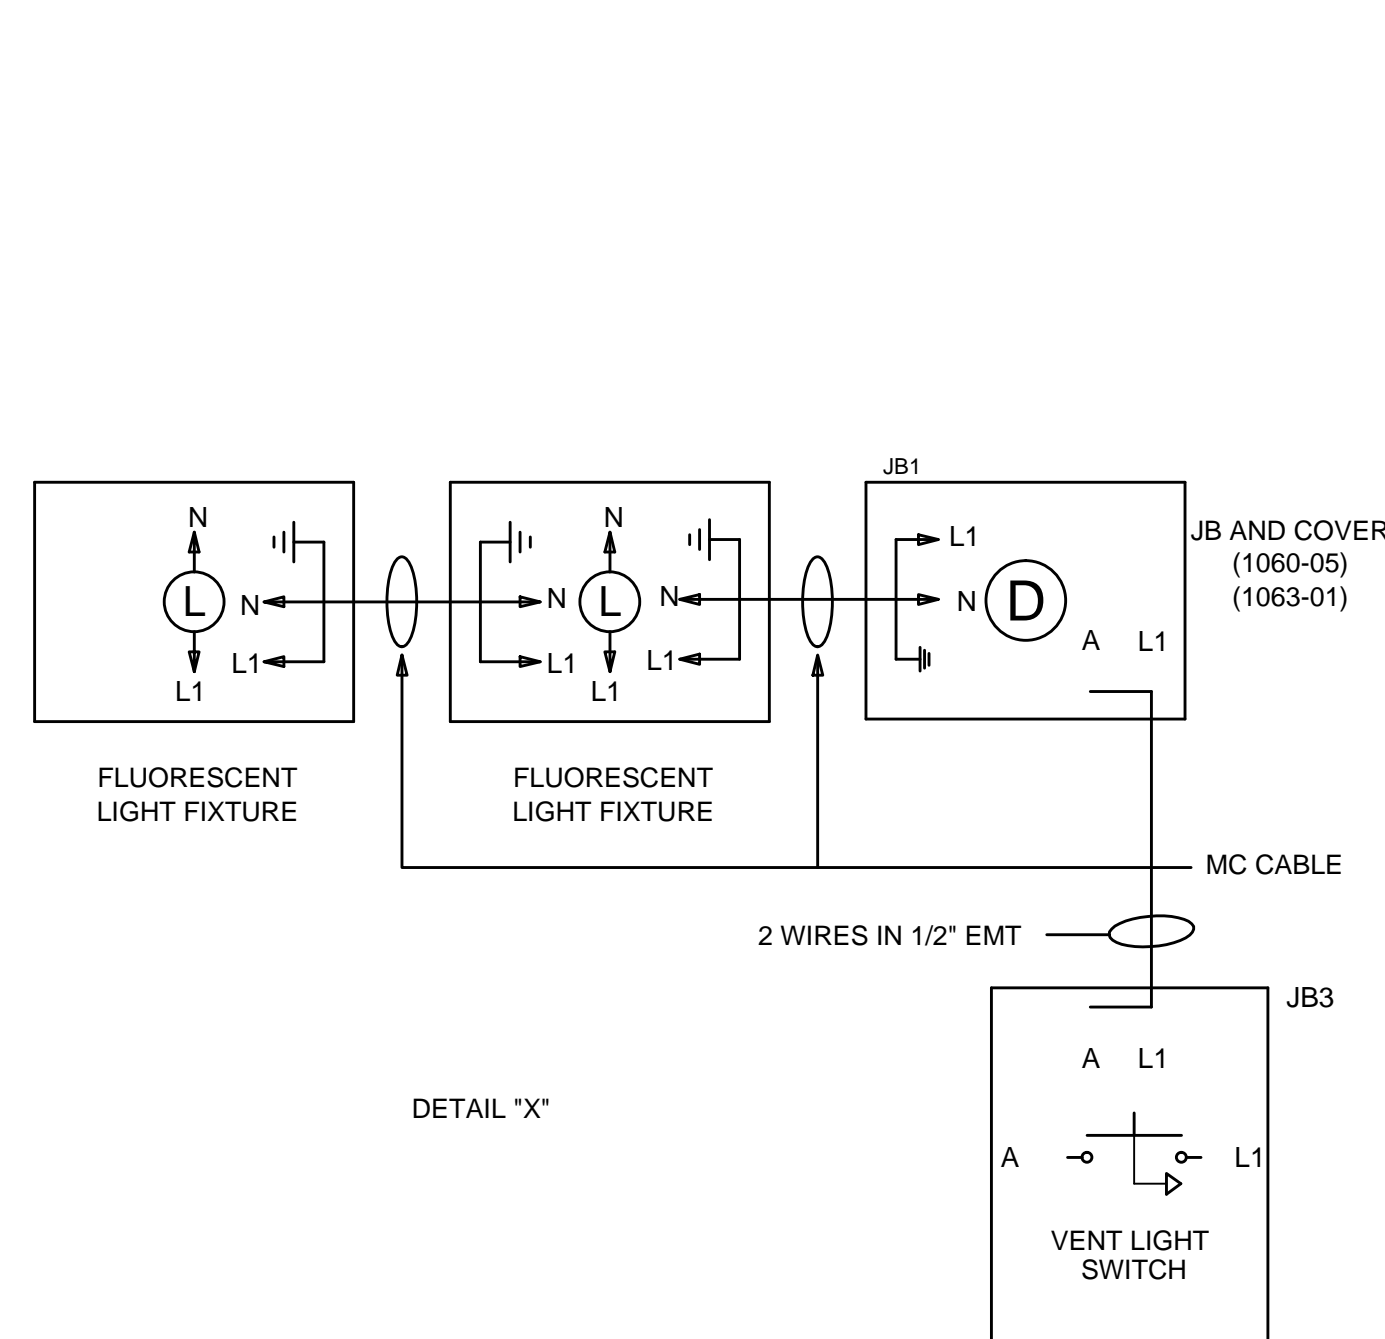 JB1
JB AND COVER
(1060-05)
(1063-01)
N
L
N
L1
L1
N
L1
N
L
L1
N
L1
L1
N
D
A L1
FLUORESCENT
LIGHT FIXTURE
FLUORESCENT
LIGHT FIXTURE
MC CABLE
2 WIRES IN 1/2" EMT
JB3
A L1
DETAIL "X"
A L1
VENT LIGHT
SWITCH